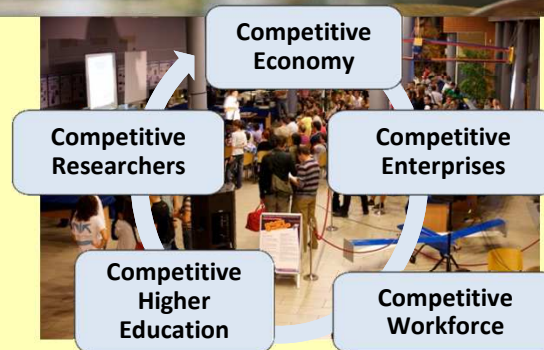 Competitive
Economy
Competitive
Enterprises
Competitive
Workforce
Competitive
Higher
Education
Competitive
Researchers